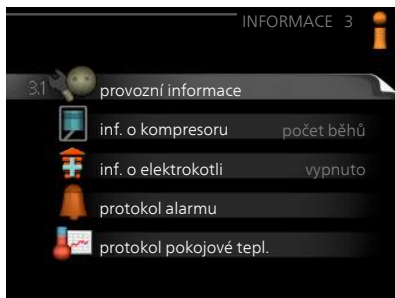 INFORMACE 3
3.1 provozní informace
inf. o kompresoru počet běhů
inf. o elektrokotli vypnuto
protokol alarmu
protokol pokojové tepl.